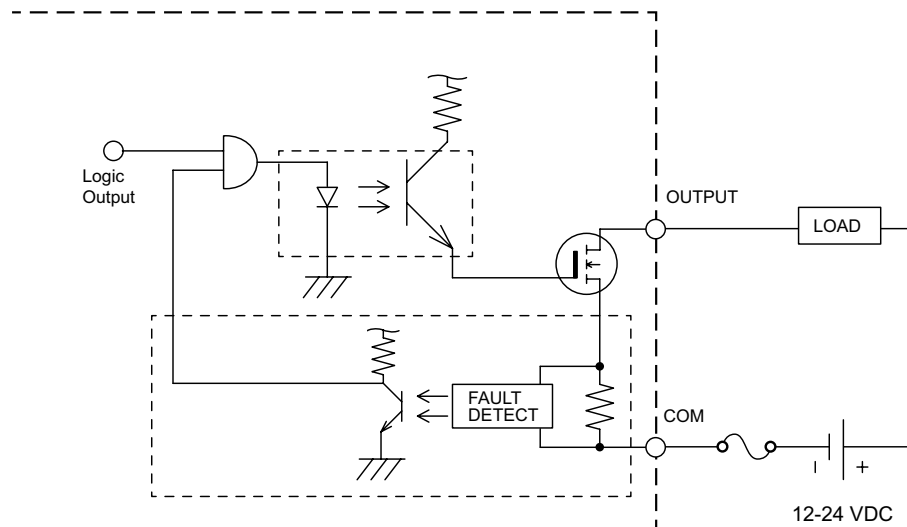 Logic
Output
OUTPUT
LOAD
FAULT
DETECT
COM
– +
12-24 VDC